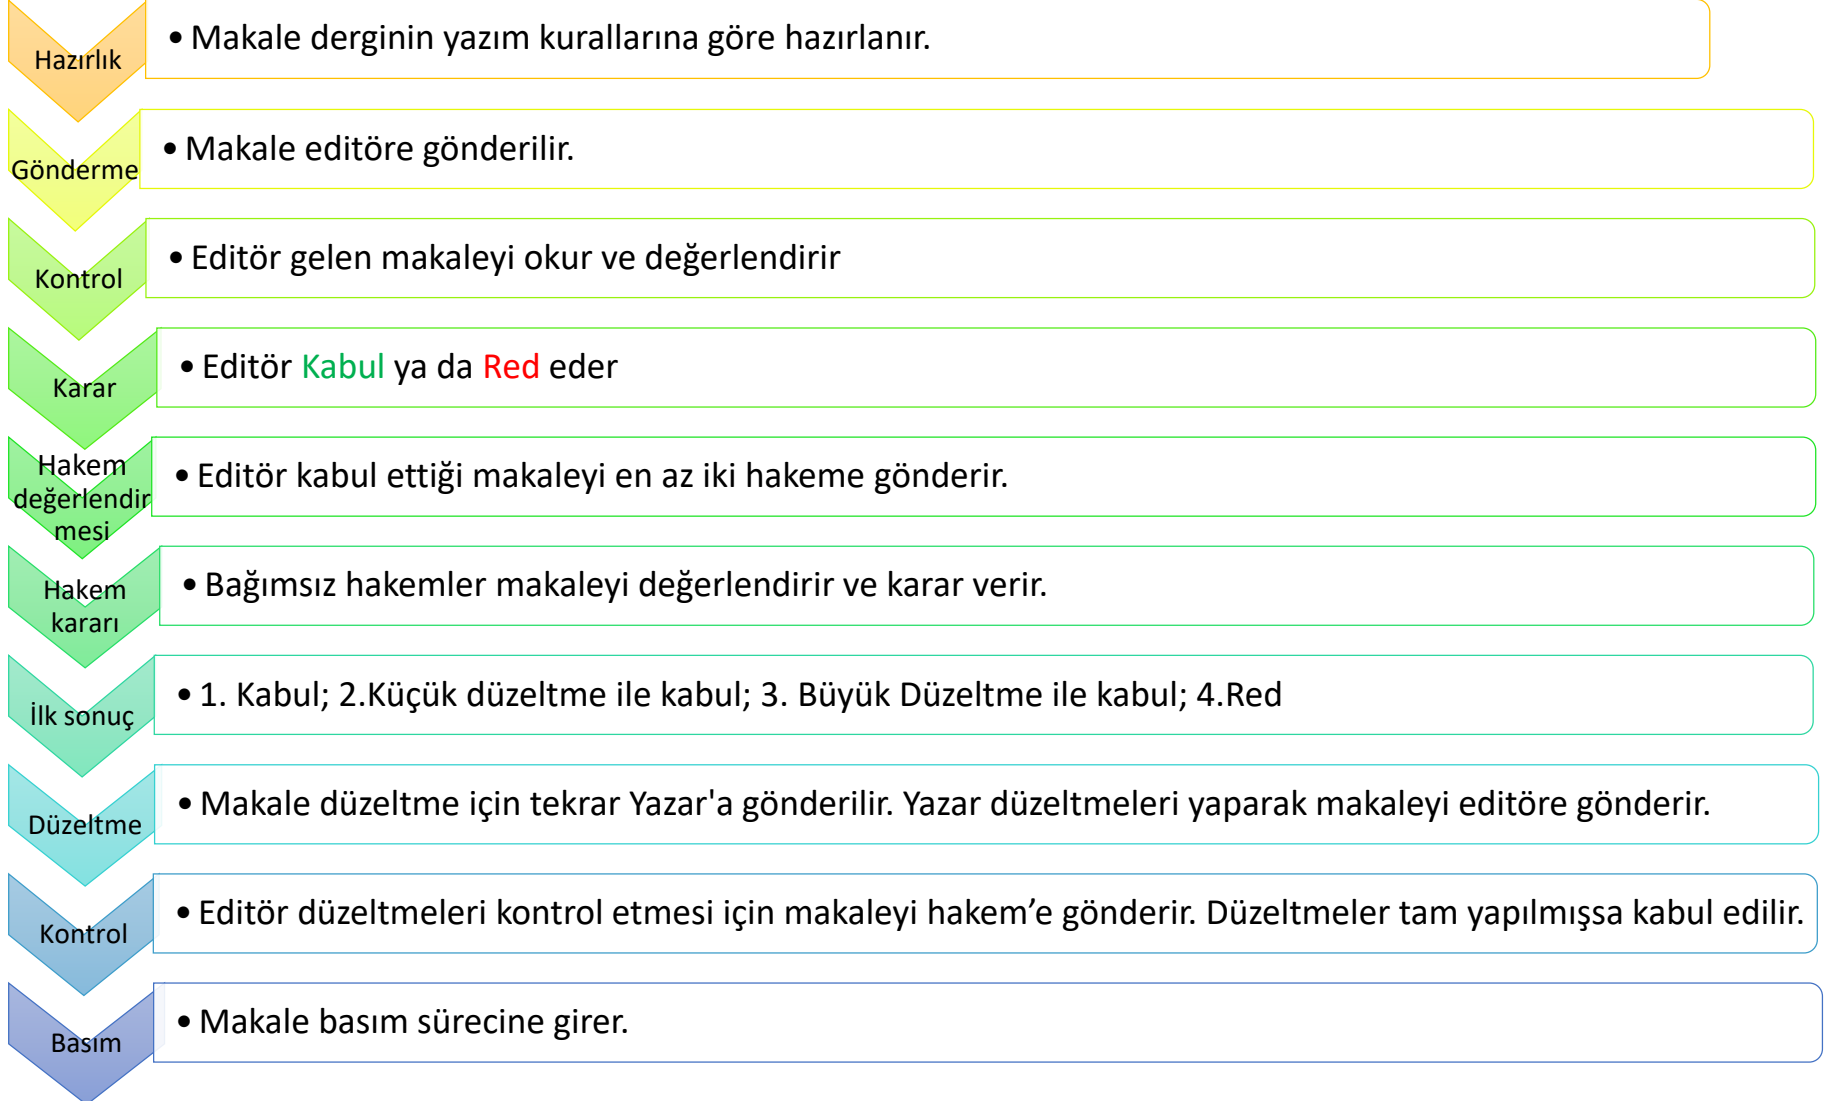 Hazırlık
• Makale derginin yazım kurallarına göre hazırlanır.
Gönderme
• Makale editöre gönderilir.
Kontrol
• Editör gelen makaleyi okur ve değerlendirir
Karar
• Editör Kabul ya da Red eder
Hakem
değerlendir
mesi
• Editör kabul ettiği makaleyi en az iki hakeme gönderir.
Hakem
kararı
• Bağımsız hakemler makaleyi değerlendirir ve karar verir.
İlk sonuç
• 1. Kabul; 2.Küçük düzeltme ile kabul; 3. Büyük Düzeltme ile kabul; 4.Red
Düzeltme
• Makale düzeltme için tekrar Yazar'a gönderilir. Yazar düzeltmeleri yaparak makaleyi editöre gönderir.
Kontrol
• Editör düzeltmeleri kontrol etmesi için makaleyi hakem’e gönderir. Düzeltmeler tam yapılmışsa kabul edilir.
Basım
• Makale basım sürecine girer.